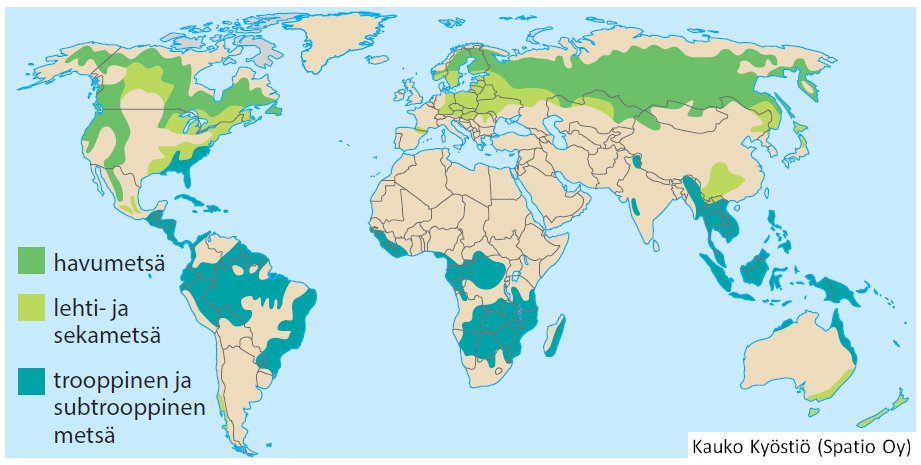 havumetsä
lehti- ja
sekametsä
trooppinen ja
subtrooppinen
metsä
Kauko Kyöstiö (Spatio Oy)